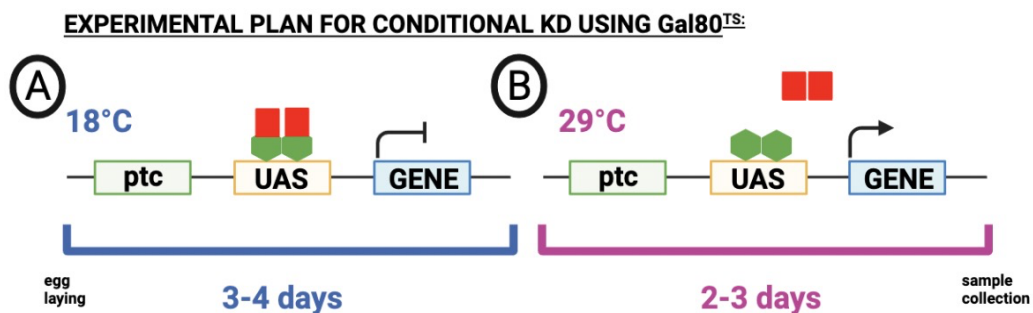 EXPERIMENTAL PLAN FOR CONDITIONAL KD USING Gal80TS:
A
18°C
ptc
UAS
GENE
egg
laying
3-4 days
B
29°C
ptc
UAS
GENE
2-3 days
sample
collection